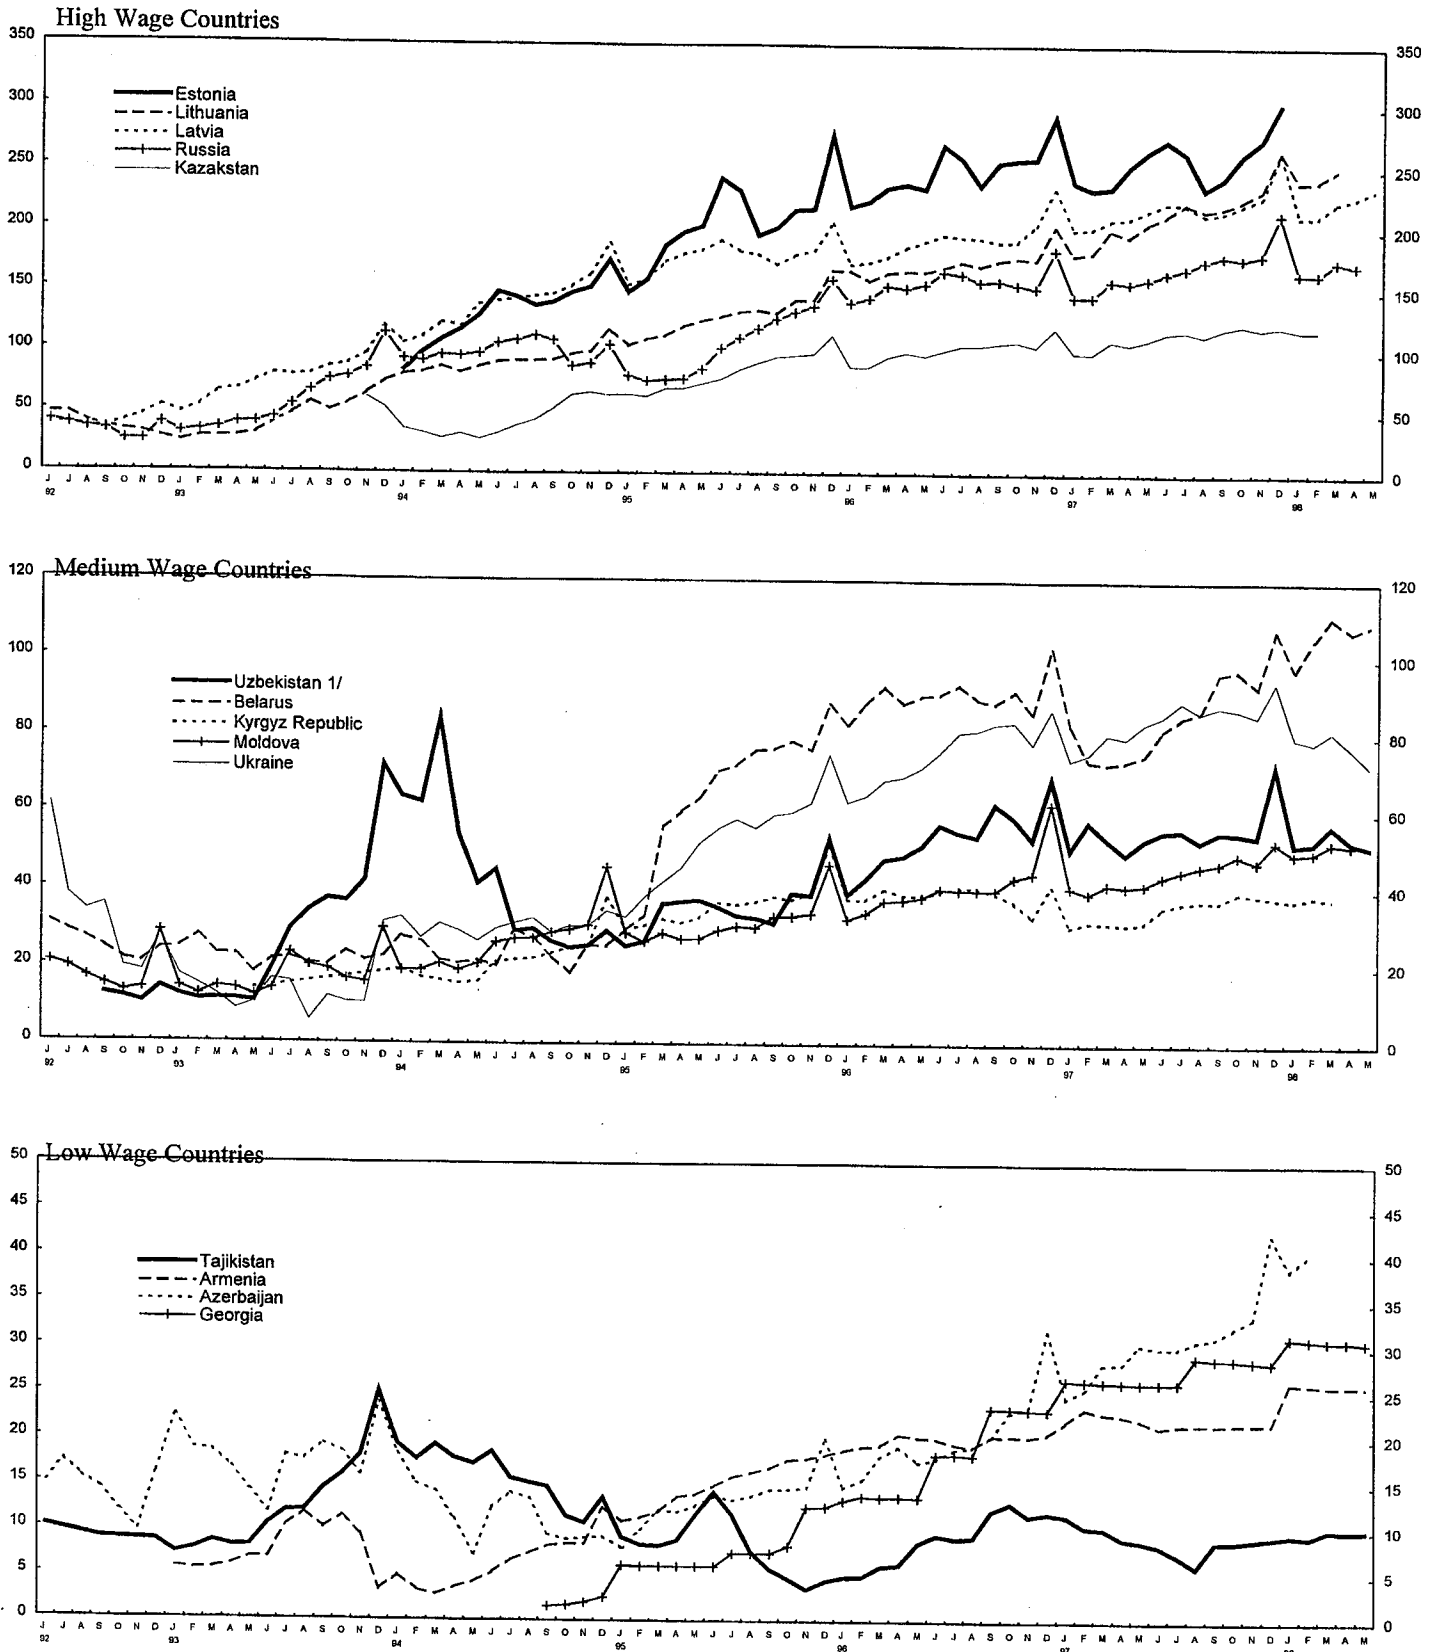 High Wage Countries
350 350
300 300
250 250
200 200
150 150
100 100
50 50
0 0
Estonia
Lithuania
Latvia
Russia
Kazakstan
J J A S O N D J F M A M J J A S O N D J F M A M J J A S O N D J F M A M J J A S O N D J F M A M J J A S O N D J F M A M J J A S O N D J F M A M
92 93 94 95 96 97 98
Medium Wage Countries
120 120
100 100
80 80
60 60
40 40
20 20
0 0
Uzbekistan 1/
Belarus
Kyrgyz Republic
Moldova
Ukraine
J J A S O N D J F M A M J J A S O N D J F M A M J J A S O N D J F M A M J J A S O N D J F M A M J J A S O N D J F M A M J J A S O N D J F M A M
92 93 94 95 96 97 98
Low Wage Countries
50 50
45 45
40 40
35 35
30 30
25 25
20 20
15 15
10 10
5 5
0 0
Tajikistan
Armenia
Azerbaijan
Georgia
J J A S O N D J F M A M J J A S O N D J F M A M J J A S O N D J F M A M J J A S O N D J F M A M J J A S O N D J F M A M J J A S O N D J F M A M
92 93 94 95 96